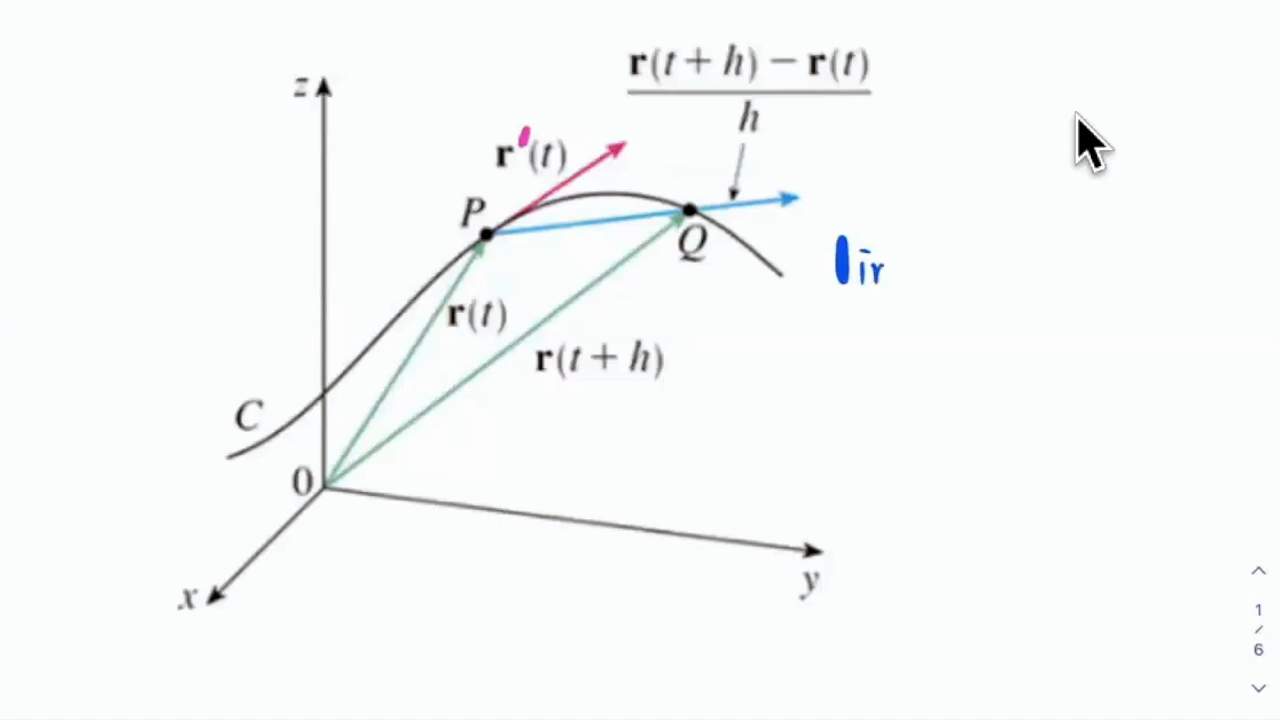 r(t + h) − r(t)
h
z
r'(t)
P
Q
r(t)
r(t + h)
C
0
x
y
1
/
6